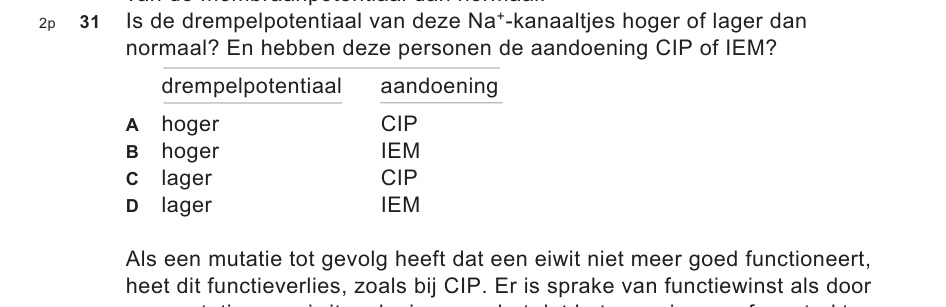 2p 31 Is de drempelpotentiaal van deze Na⁺-kanaaltjes hoger of lager dan
normaal? En hebben deze personen de aandoening CIP of IEM?
drempelpotentiaal aandoening
A hoger CIP
B hoger IEM
C lager CIP
D lager IEM
Als een mutatie tot gevolg heeft dat een eiwit niet meer goed functioneert,
heet dit functieverlies, zoals bij CIP. Er is sprake van functiewinst als door